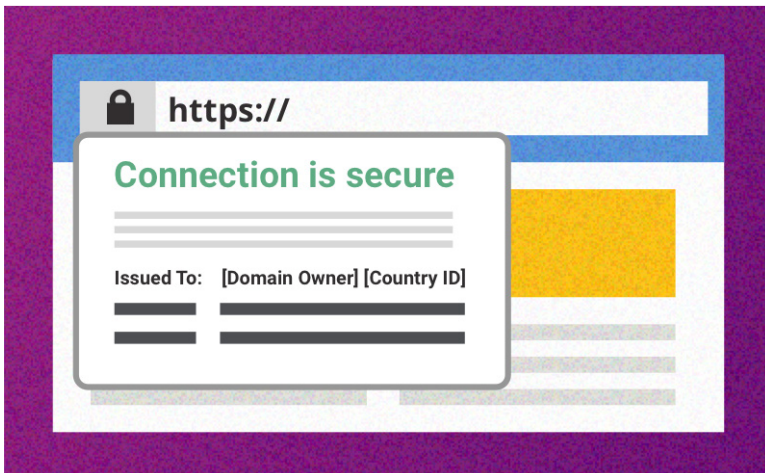 https://
Connection is secure
Issued To: [Domain Owner] [Country ID]